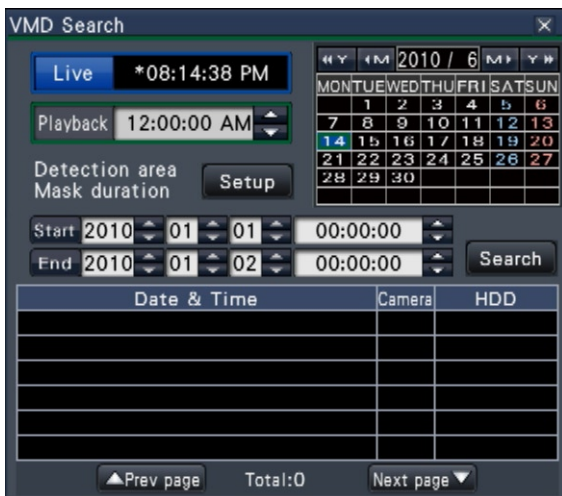 VMD Search ×
Live *08:14:38 PM
Playback 12:00:00 AM
Detection area
Mask duration
Setup
Y M 2010 / 6 M Y
MON TUE WED THU FRI SAT SUN
1 2 3 4 5 6
7 8 9 10 11 12 13
14 15 16 17 18 19 20
21 22 23 24 25 26 27
28 29 30
Start 2010 01 01 00:00:00
End 2010 01 02 00:00:00
Search
Date & Time Camera HDD
▲Prev page Total:0 Next page▼